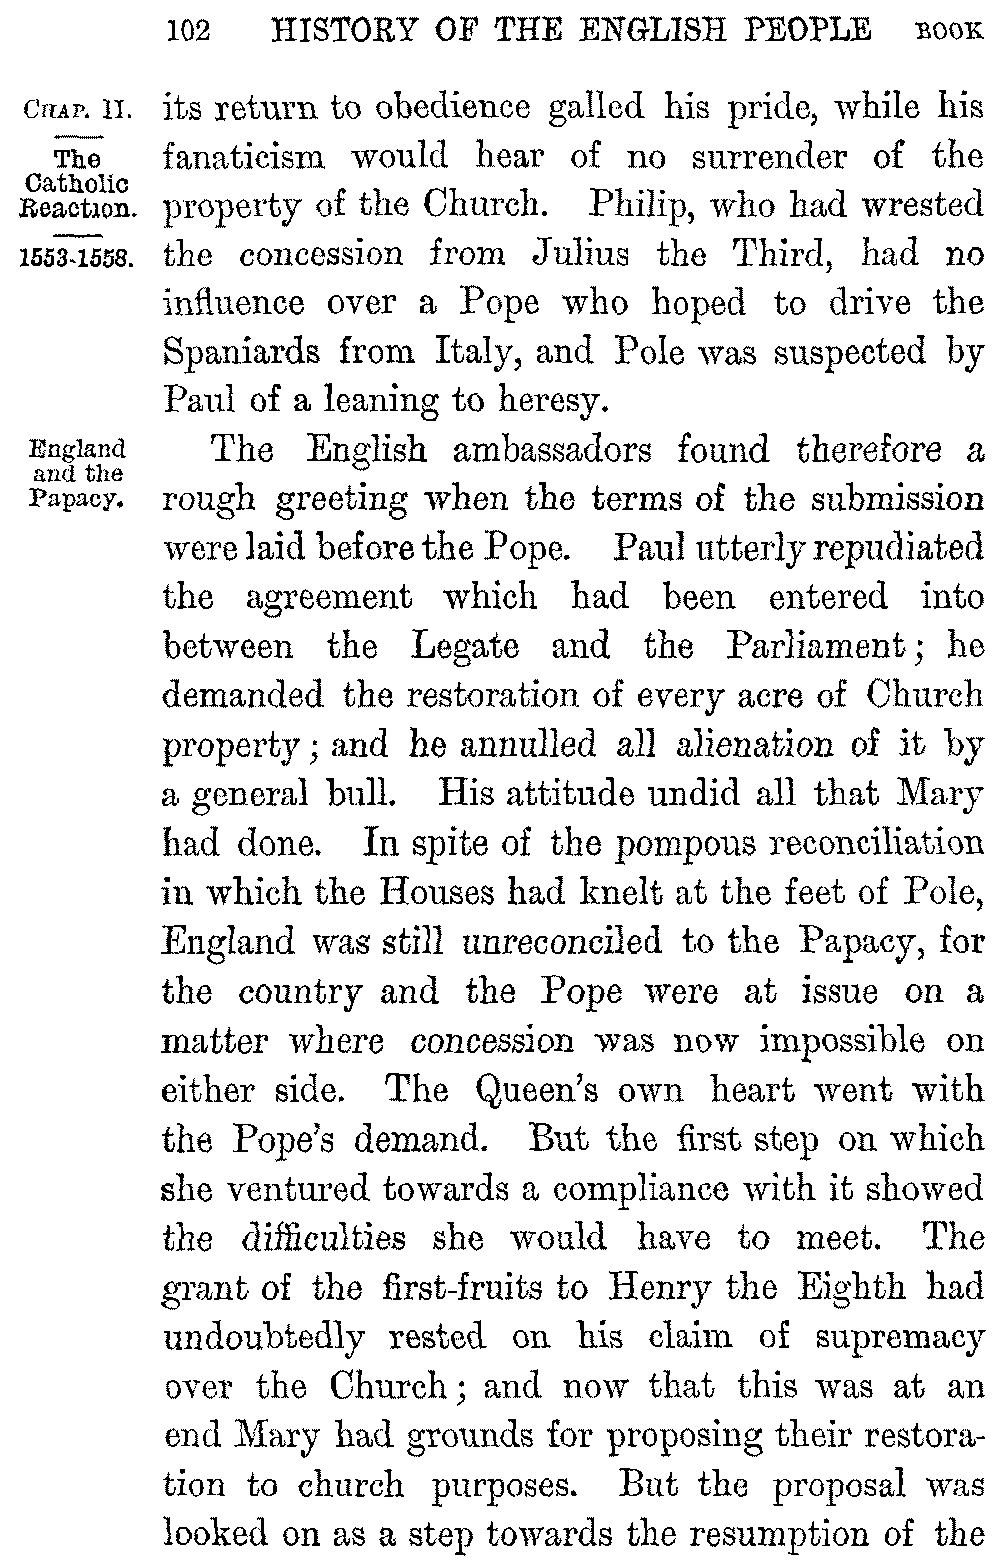 102 HISTORY OF THE ENGLISH PEOPLE BOOK
CHAP. II.
The
Catholic
Reaction.
1553-1558.
its return to obedience galled his pride, while his
fanaticism would hear of no surrender of the
property of the Church. Philip, who had wrested
the concession from Julius the Third, had no
influence over a Pope who hoped to drive the
Spaniards from Italy, and Pole was suspected by
Paul of a leaning to heresy.
England
and the
Papacy.
The English ambassadors found therefore a
rough greeting when the terms of the submission
were laid before the Pope. Paul utterly repudiated
the agreement which had been entered into
between the Legate and the Parliament; he
demanded the restoration of every acre of Church
property; and he annulled all alienation of it by
a general bull. His attitude undid all that Mary
had done. In spite of the pompous reconciliation
in which the Houses had knelt at the feet of Pole,
England was still unreconciled to the Papacy, for
the country and the Pope were at issue on a
matter where concession was now impossible on
either side. The Queen's own heart went with
the Pope's demand. But the first step on which
she ventured towards a compliance with it showed
the difficulties she would have to meet. The
grant of the first-fruits to Henry the Eighth had
undoubtedly rested on his claim of supremacy
over the Church; and now that this was at an
end Mary had grounds for proposing their restora-
tion to church purposes. But the proposal was
looked on as a step towards the resumption of the